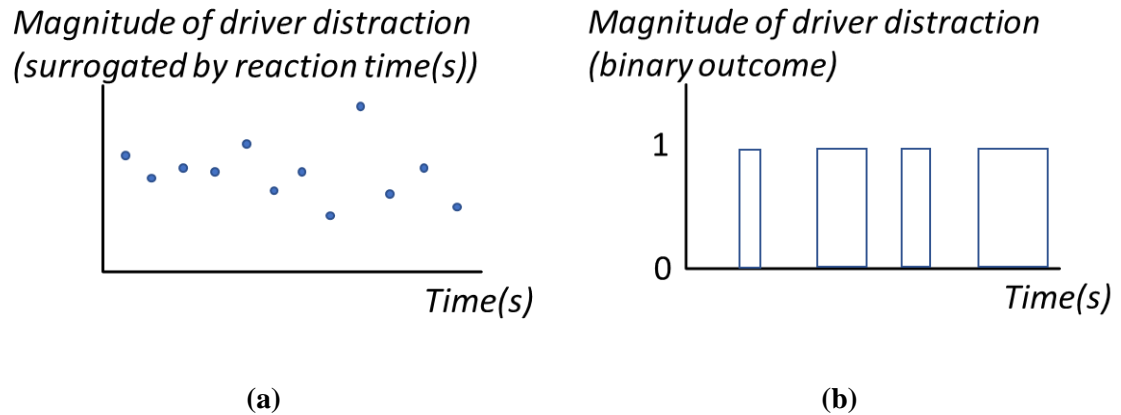 Magnitude of driver distraction
(surrogated by reaction time(s))
Time(s)
(a)
Magnitude of driver distraction
(binary outcome)
1
0
Time(s)
(b)